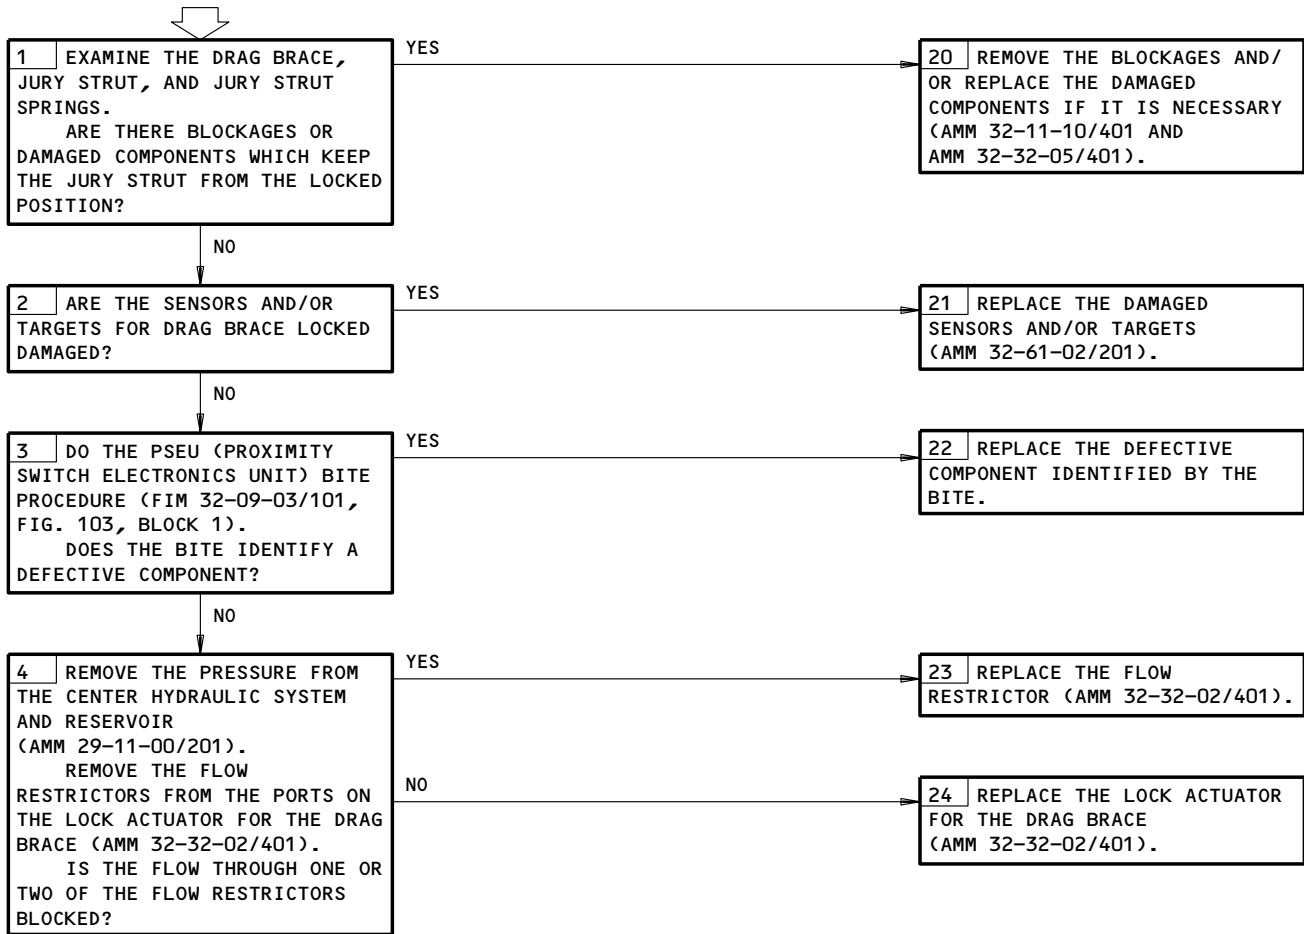 1 EXAMINE THE DRAG BRACE,
JURY STRUT, AND JURY STRUT
SPRINGS.
ARE THERE BLOCKAGES OR
DAMAGED COMPONENTS WHICH KEEP
THE JURY STRUT FROM THE LOCKED
POSITION?
YES
20 REMOVE THE BLOCKAGES AND/
OR REPLACE THE DAMAGED
COMPONENTS IF IT IS NECESSARY
(AMM 32-11-10/401 AND
AMM 32-32-05/401).
NO
2 ARE THE SENSORS AND/OR
TARGETS FOR DRAG BRACE LOCKED
DAMAGED?
YES
21 REPLACE THE DAMAGED
SENSORS AND/OR TARGETS
(AMM 32-61-02/201).
NO
3 DO THE PSEU (PROXIMITY
SWITCH ELECTRONICS UNIT) BITE
PROCEDURE (FIM 32-09-03/101,
FIG. 103, BLOCK 1).
DOES THE BITE IDENTIFY A
DEFECTIVE COMPONENT?
YES
22 REPLACE THE DEFECTIVE
COMPONENT IDENTIFIED BY THE
BITE.
NO
4 REMOVE THE PRESSURE FROM
THE CENTER HYDRAULIC SYSTEM
AND RESERVOIR
(AMM 29-11-00/201).
REMOVE THE FLOW
RESTRICTORS FROM THE PORTS ON
THE LOCK ACTUATOR FOR THE DRAG
BRACE (AMM 32-32-02/401).
IS THE FLOW THROUGH ONE OR
TWO OF THE FLOW RESTRICTORS
BLOCKED?
YES
23 REPLACE THE FLOW
RESTRICTOR (AMM 32-32-02/401).
NO
24 REPLACE THE LOCK ACTUATOR
FOR THE DRAG BRACE
(AMM 32-32-02/401).